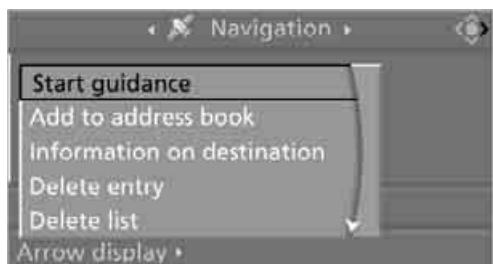 Navigation
Start guidance
Add to address book
Information on destination
Delete entry
Delete list
Arrow display